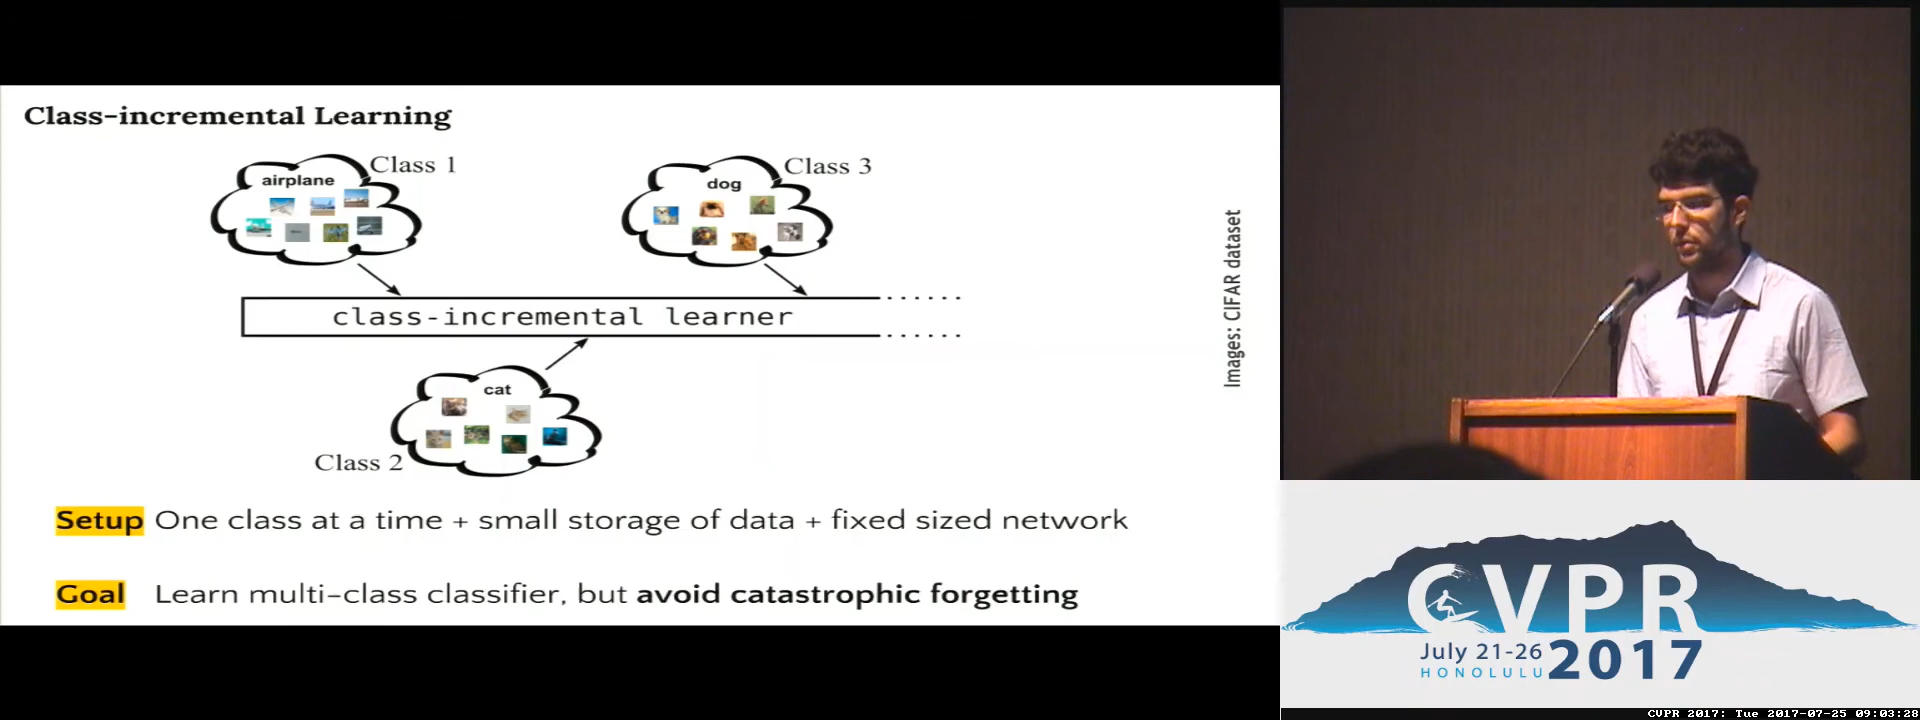 Class-incremental Learning
Class 1
airplane
Class 3
dog
class-incremental learner
cat
Class 2
Images: CIFAR dataset
Setup One class at a time + small storage of data + fixed sized network
Goal Learn multi-class classifier, but avoid catastrophic forgetting
CVPR
July 21-26 2017
HONOLULU
CVPR 2017: Tue 2017-07-25 09:03:28